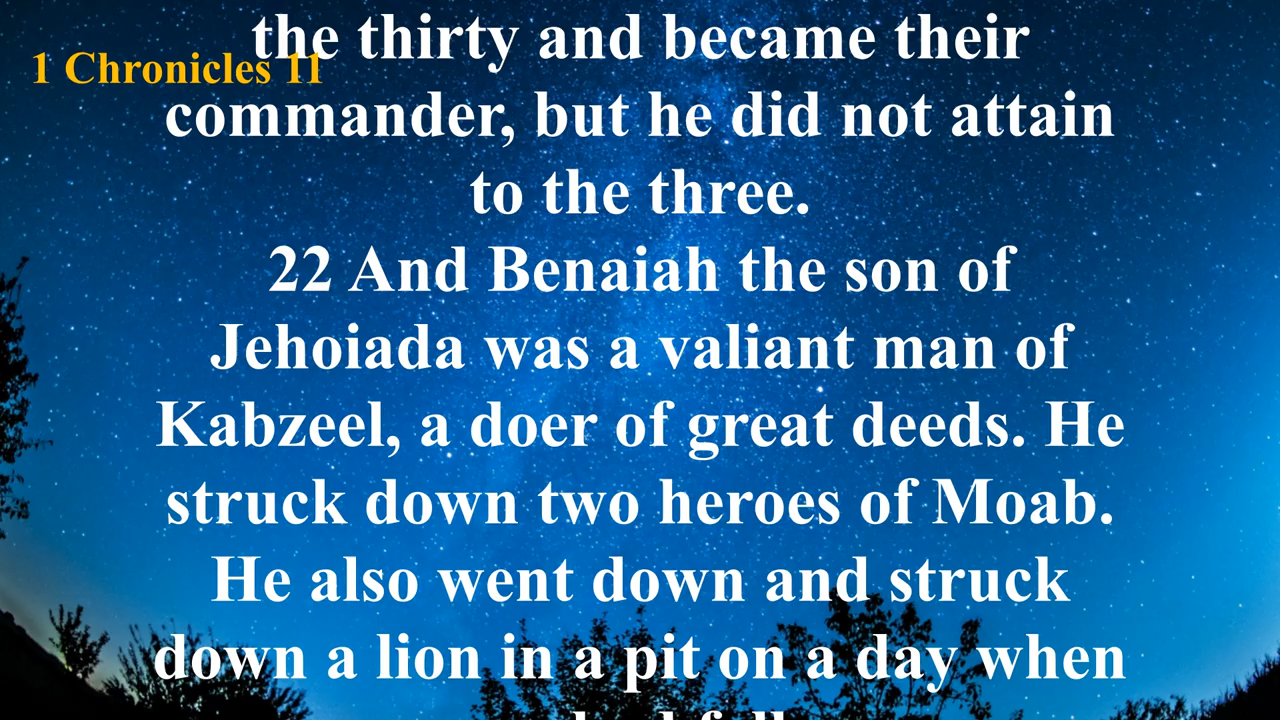 1 Chronicles 11
the thirty and became their
commander, but he did not attain
to the three.
22 And Benaiah the son of
Jehoiada was a valiant man of
Kabzeel, a doer of great deeds. He
struck down two heroes of Moab.
He also went down and struck
down a lion in a pit on a day when